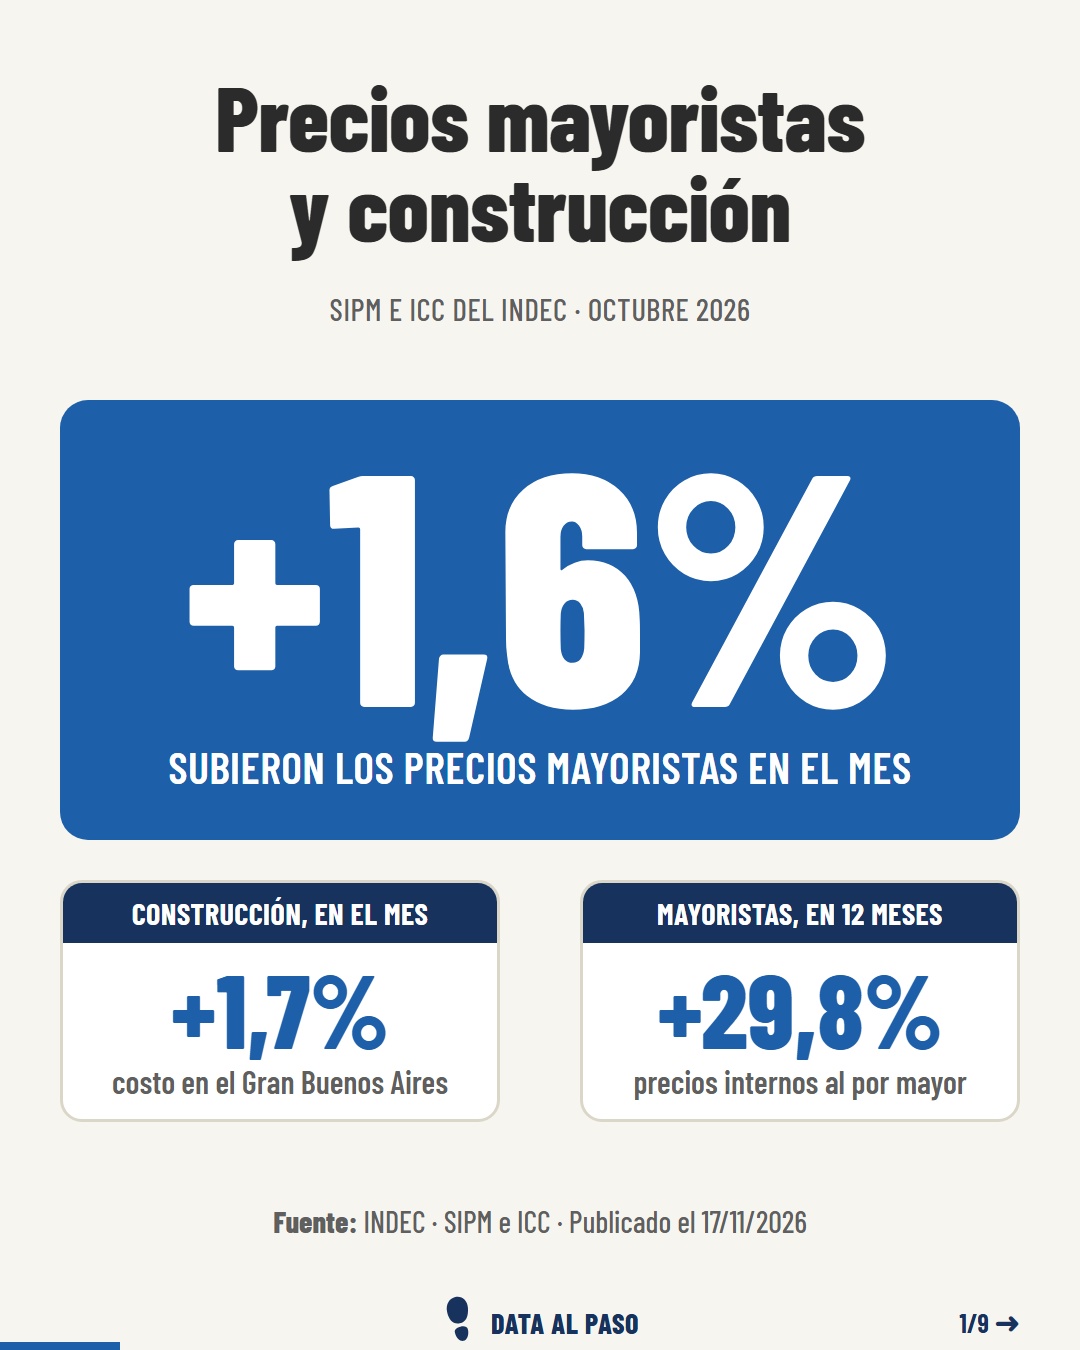 Precios mayoristas
y construcción
SIPM E ICC DEL INDEC · OCTUBRE 2026
+1,6%
SUBIERON LOS PRECIOS MAYORISTAS EN EL MES
CONSTRUCCIÓN, EN EL MES
+1,7%
costo en el Gran Buenos Aires
MAYORISTAS, EN 12 MESES
+29,8%
precios internos al por mayor
Fuente: INDEC · SIPM e ICC · Publicado el 17/11/2026
DATA AL PASO
1/9 →